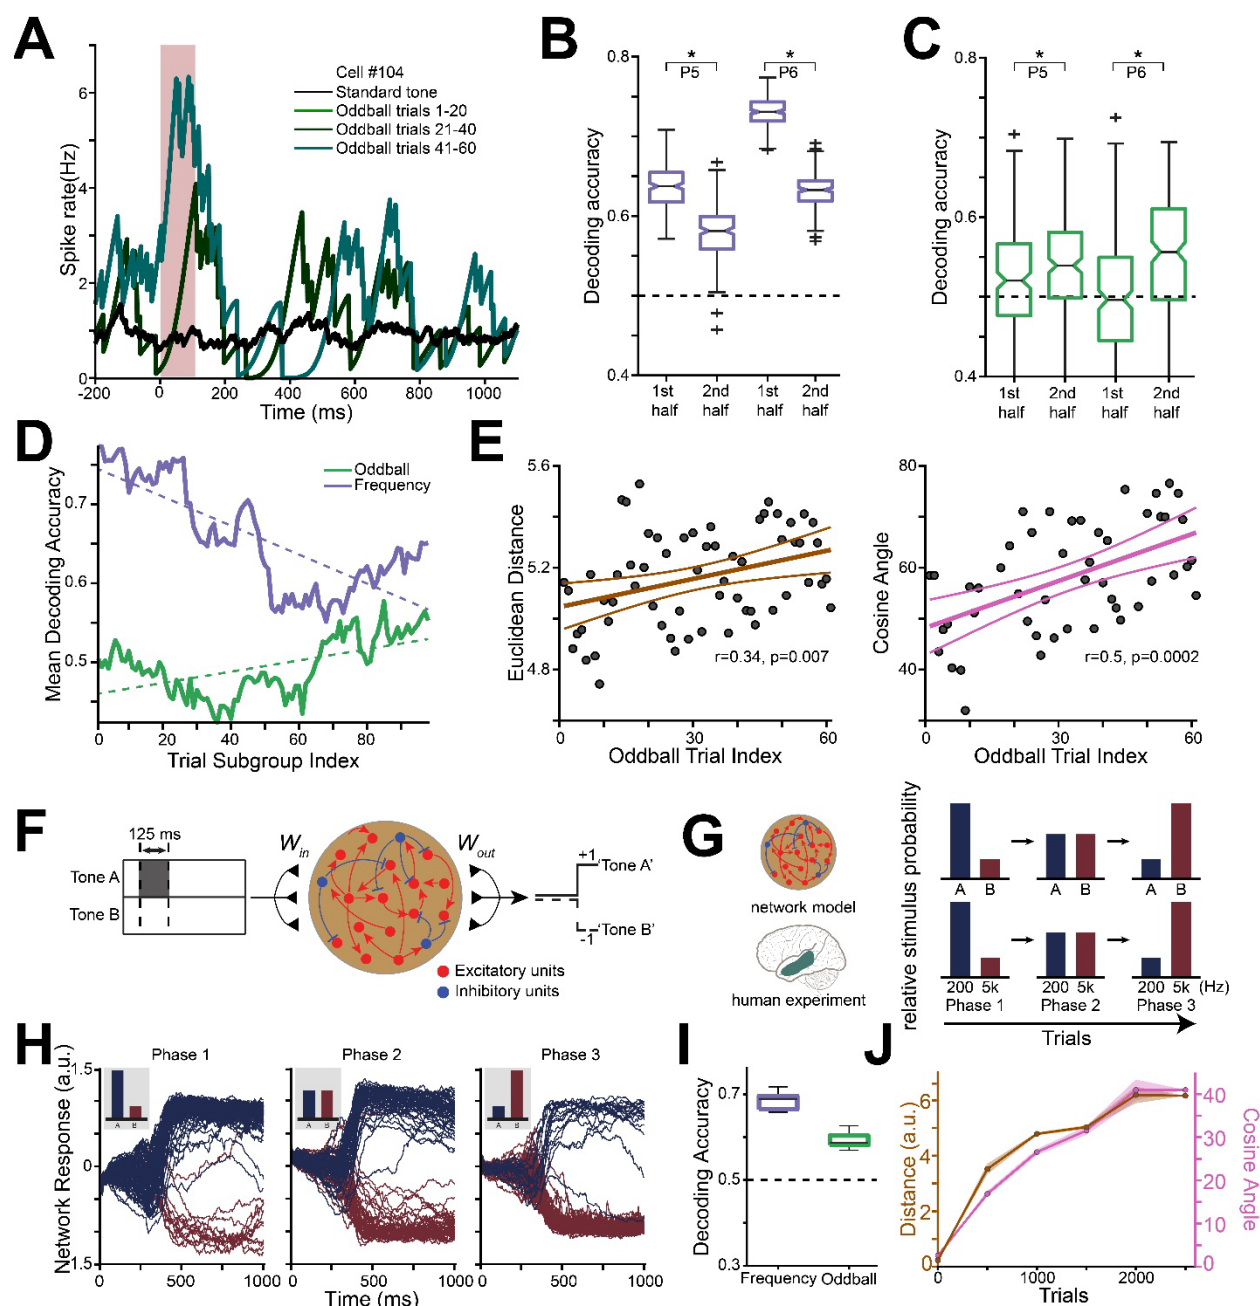 A
Spike rate(Hz)
6
4
2
0
-200 0 200 400 600 800 1000
Time (ms)
Cell #104
Standard tone
Oddball trials 1-20
Oddball trials 21-40
Oddball trials 41-60
B
Decoding accuracy
0.8
0.6
0.4
*
P5
*
P6
1st half
2nd half
1st half
2nd half
C
Decoding accuracy
0.8
0.6
0.4
*
P5
*
P6
1st half
2nd half
1st half
2nd half
D
Mean Decoding Accuracy
0.7
0.6
0.5
Oddball
Frequency
0 20 40 60 80
Trial Subgroup Index
E
Euclidean Distance
5.6
5.2
4.8
r=0.34, p=0.007
0 30 60
Oddball Trial Index
Cosine Angle
80
60
40
r=0.5, p=0.0002
0 30 60
Oddball Trial Index
F
125 ms
Tone A
Tone B
Win
Wout
+1 'Tone A'
-1 'Tone B'
Excitatory units
Inhibitory units
G
network model
human experiment
relative stimulus probability
A B A B A B
200 5k 200 5k 200 5k (Hz)
Phase 1 Phase 2 Phase 3
Trials
H
Network Response (a.u.)
1.5
0
-1.5
Phase 1
Phase 2
Phase 3
A B
A B
A B
0 500 1000
0 500 1000
0 500 1000
Time (ms)
I
Decoding Accuracy
0.7
0.5
0.3
Frequency Oddball
J
Distance (a.u.)
6
4
2
0
Cosine Angle
40
30
20
10
0
0 1000 2000
Trials